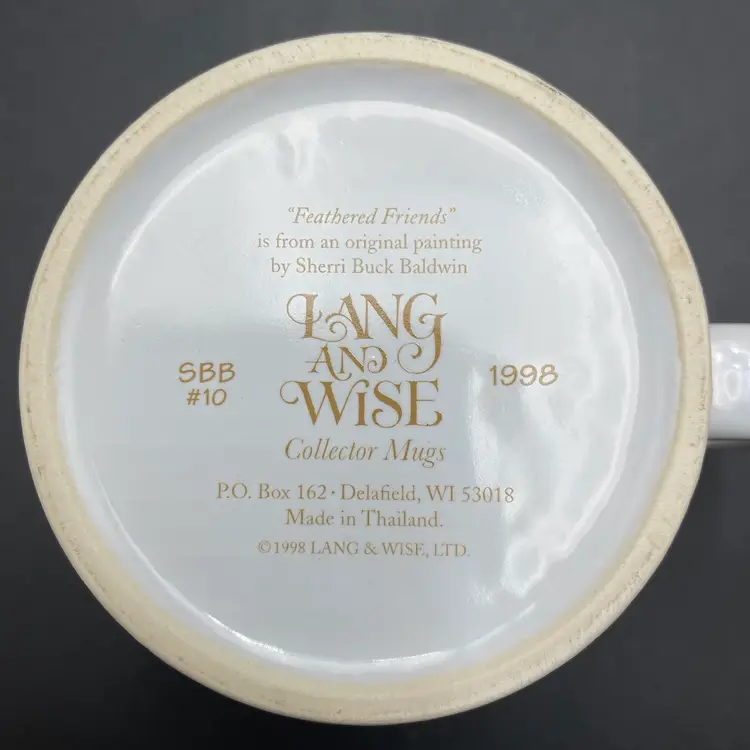 “Feathered Friends”
is from an original painting
by Sherri Buck Baldwin
LANG
AND
WISE
SBB
#10
1998
Collector Mugs
P.O. Box 162 · Delafield, WI 53018
Made in Thailand.
©1998 LANG & WISE, LTD.